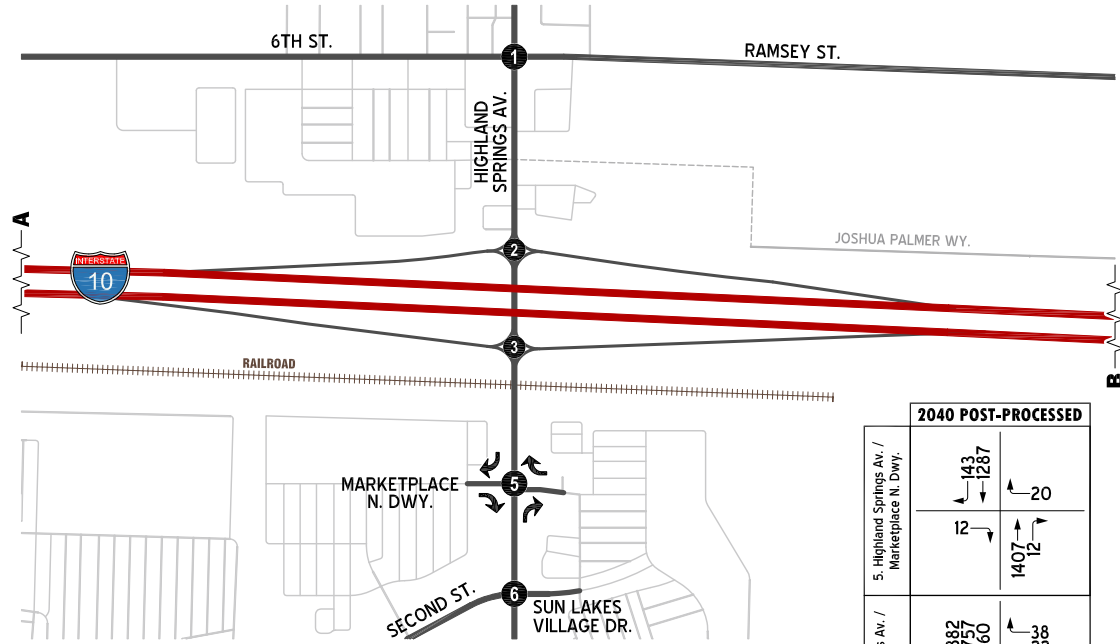 6TH ST.
1
RAMSEY ST.
HIGHLAND
SPRINGS AV.
A
2
JOSHUA PALMER WY.
INTERSTATE
10
3
RAILROAD
B
2040 POST-PROCESSED
5. Highland Springs Av. /
Marketplace N. Dwy.
143
1287
20
12
1407
12
MARKETPLACE
N. DWY.
5
6
SECOND ST.
SUN LAKES
VILLAGE DR.
38